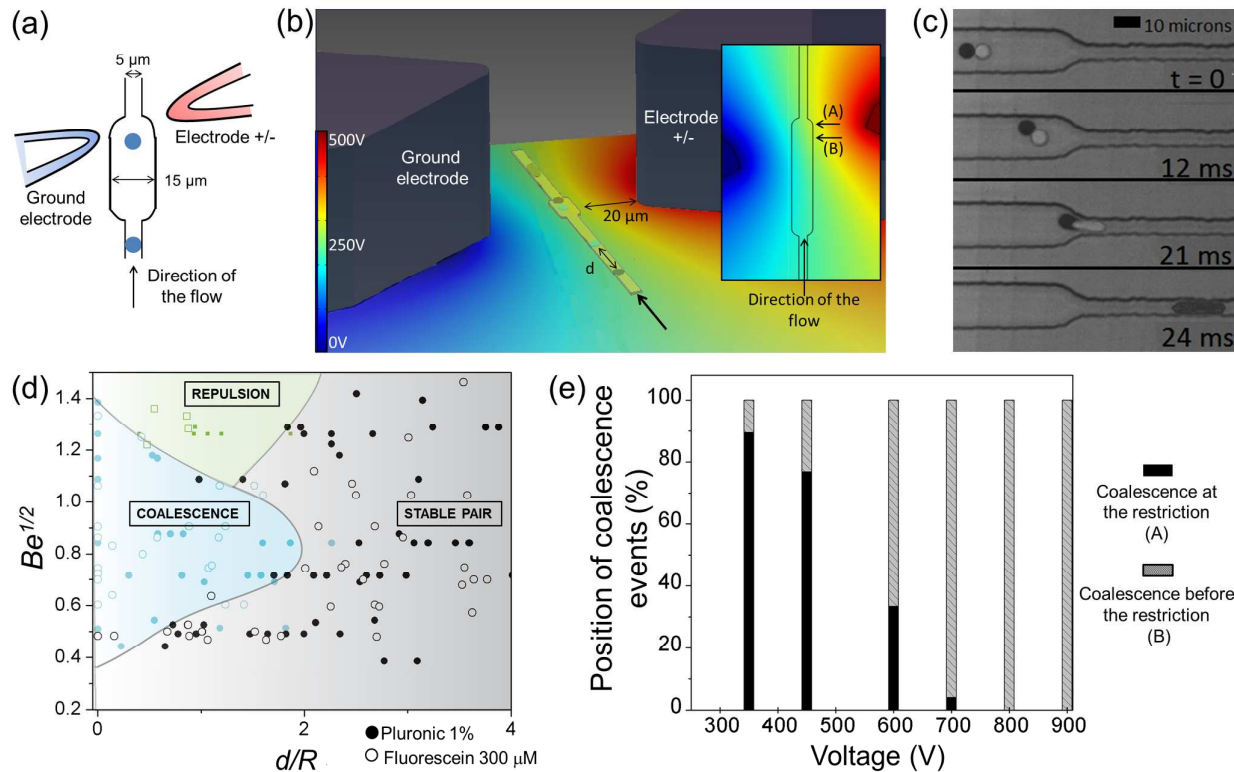 (a)
5 µm
Electrode +/-
15 µm
Ground
electrode
Direction of
the flow
(b)
500V
250V
0V
Ground
electrode
Electrode
+/-
20 µm
d
(A)
(B)
Direction of the
flow
(c)
10 microns
t = 0
12 ms
21 ms
24 ms
(d)
REPULSION
COALESCENCE
STABLE PAIR
Be1/2
1.4
1.2
1.0
0.8
0.6
0.4
0.2
0 2 4
d/R
Pluronic 1%
Fluorescein 300 µM
(e)
Position of coalescence
events (%)
100
80
60
40
20
0
300 400 500 600 700 800 900
Voltage (V)
Coalescence at
the restriction
(A)
Coalescence before
the restriction
(B)